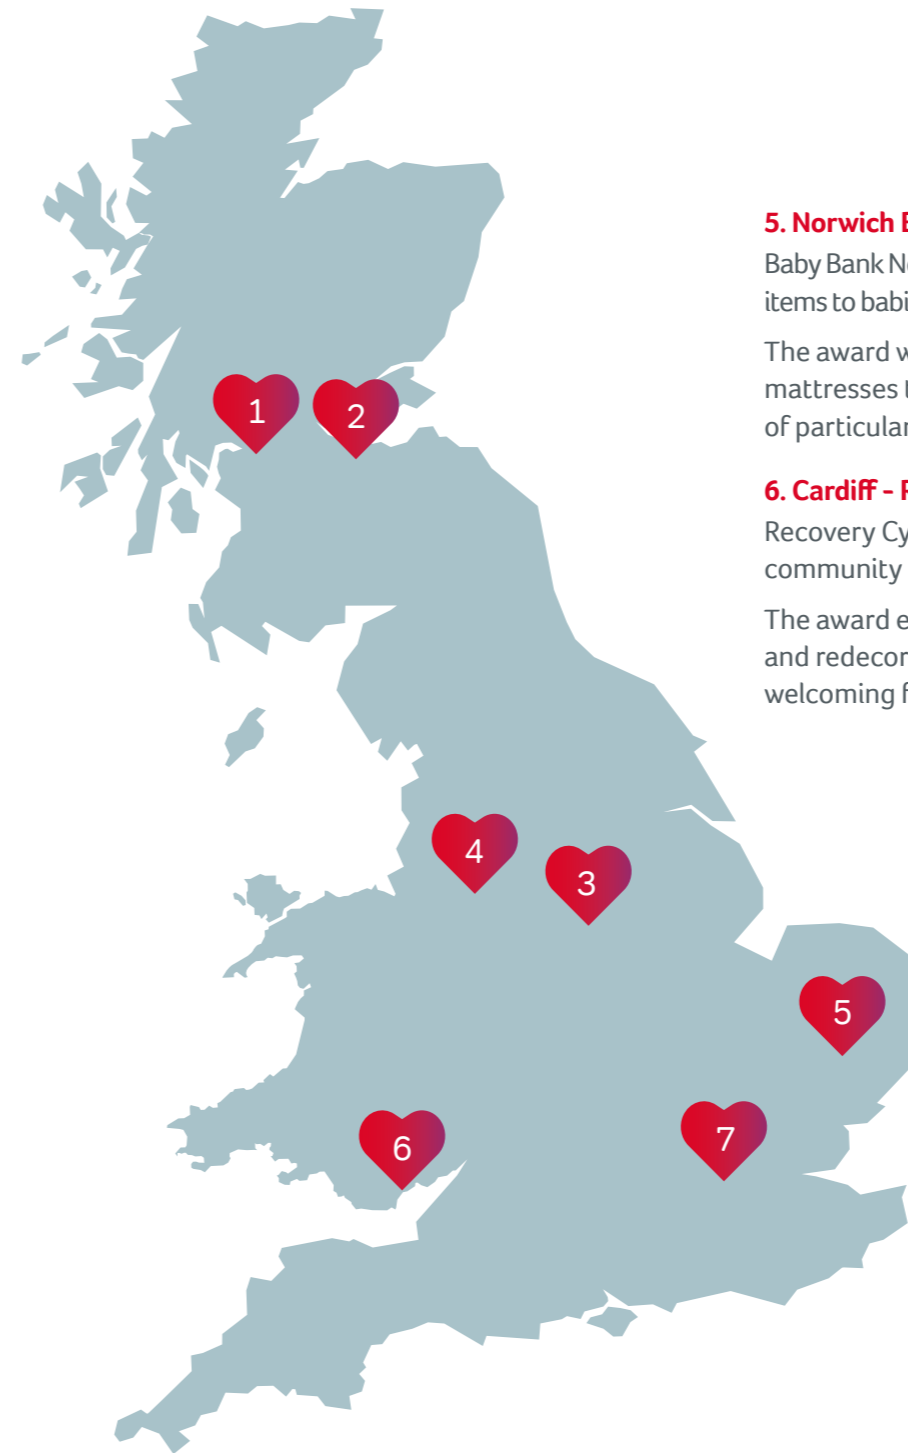 1
2
4
3
5
6
7
5. Norwich
Baby Bank
items to
The award
mattresses
of particular
6. Cardiff -
Recovery
community
The award
and
welcoming